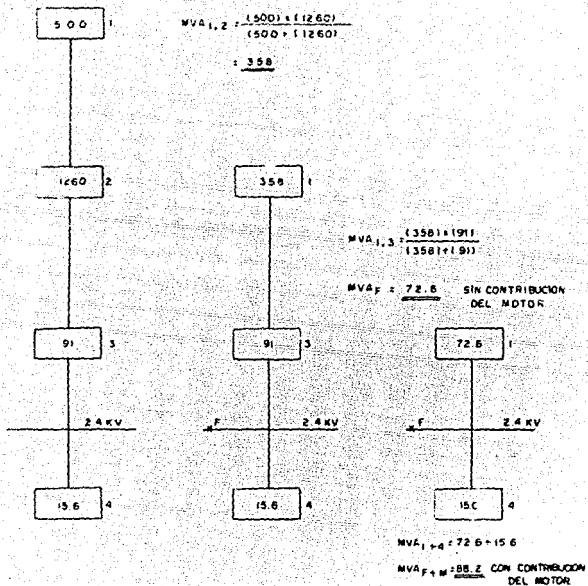 500 1
MVA1,2 = (500) x (1260)
(500 + (1260)
= 358
1260 2
358 1
MVA1,3 = (358) x (91)
(358) + (91)
MVAF = 72.6 SIN CONTRIBUCION
DEL MOTOR
91 3
91 3
72.6 1
2.4 KV
F 2.4 KV
F 2.4 KV
15.6 4
15.6 4
4
MVA1+4 = 72.6 + 15.6
MVAF+M = 88.2 CON CONTRIBUCION
DEL MOTOR